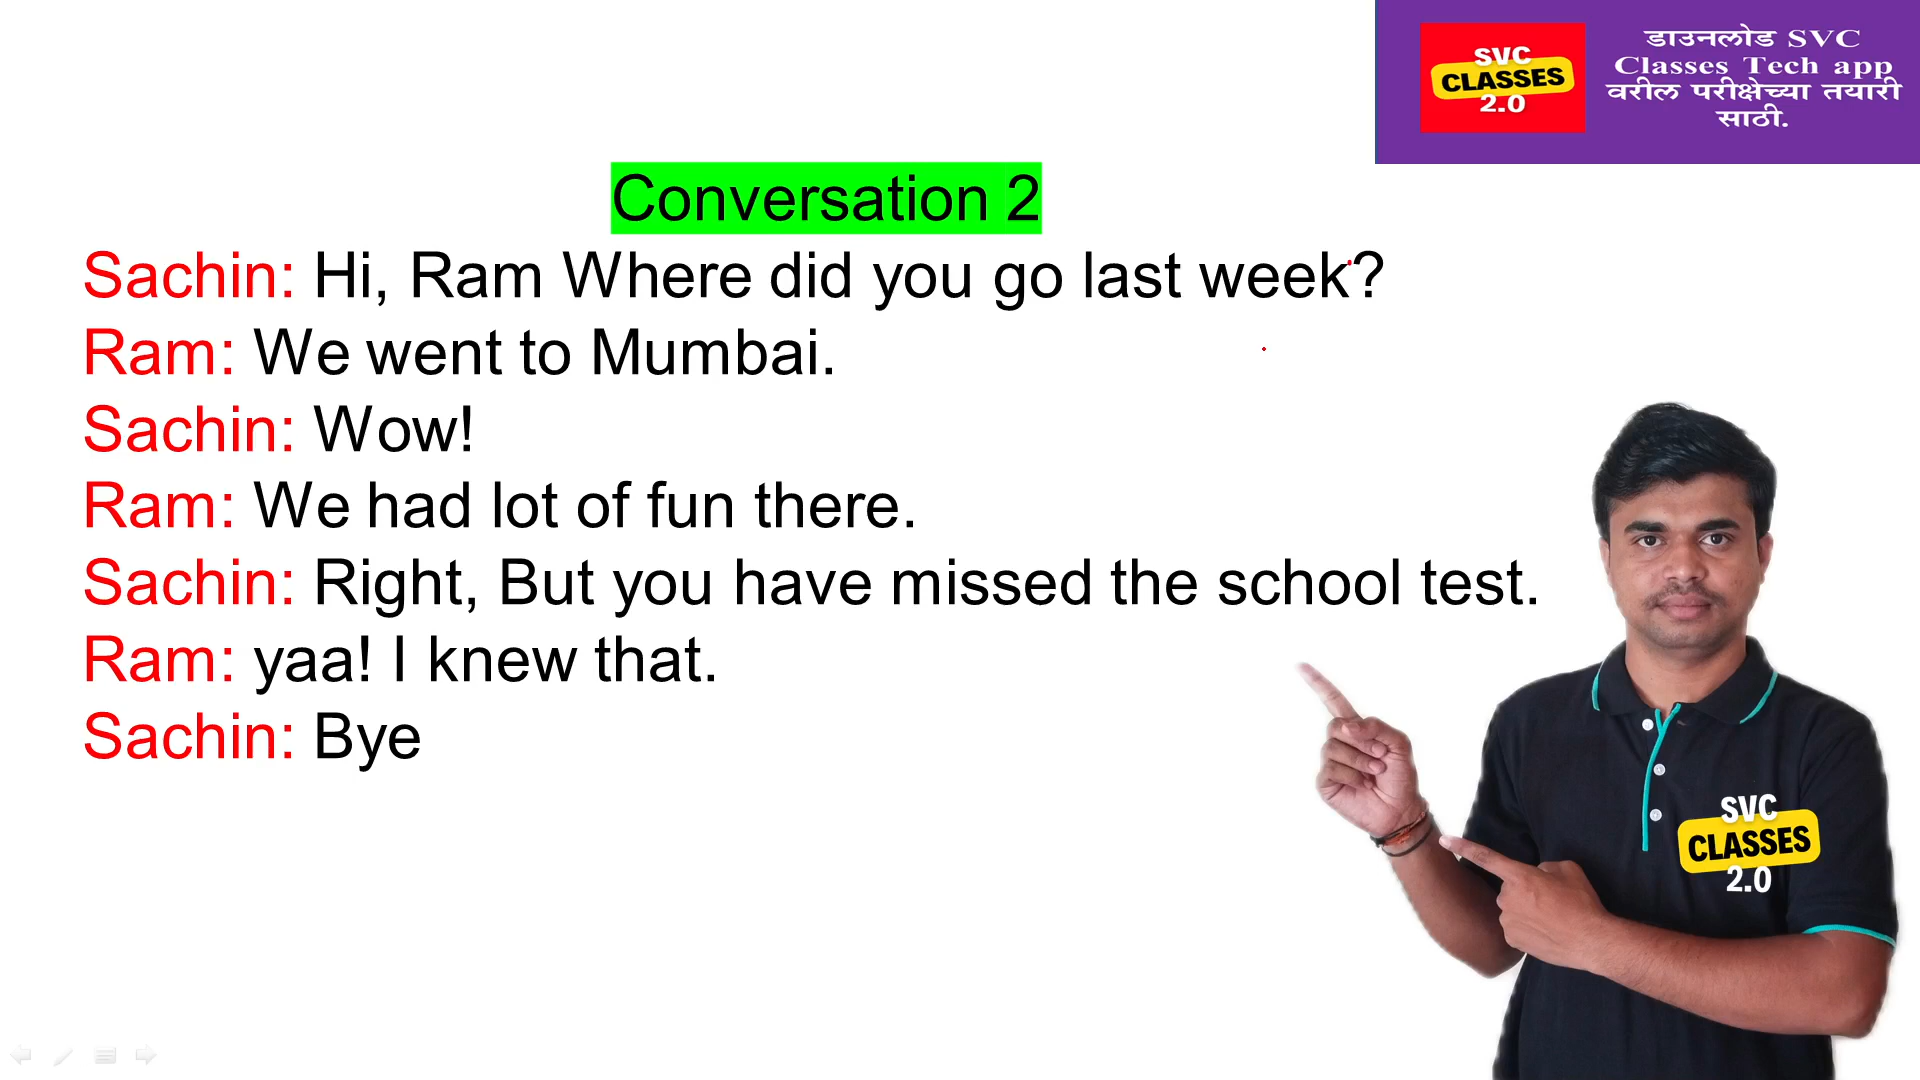 SVC
CLASSES
2.0
डाउनलोड SVC
Classes Tech app
वरील परीक्षेच्या तयारी
साठी.
Conversation 2
Sachin: Hi, Ram Where did you go last week?
Ram: We went to Mumbai.
Sachin: Wow!
Ram: We had lot of fun there.
Sachin: Right, But you have missed the school test.
Ram: yaa! I knew that.
Sachin: Bye
SVC
CLASSES
2.0